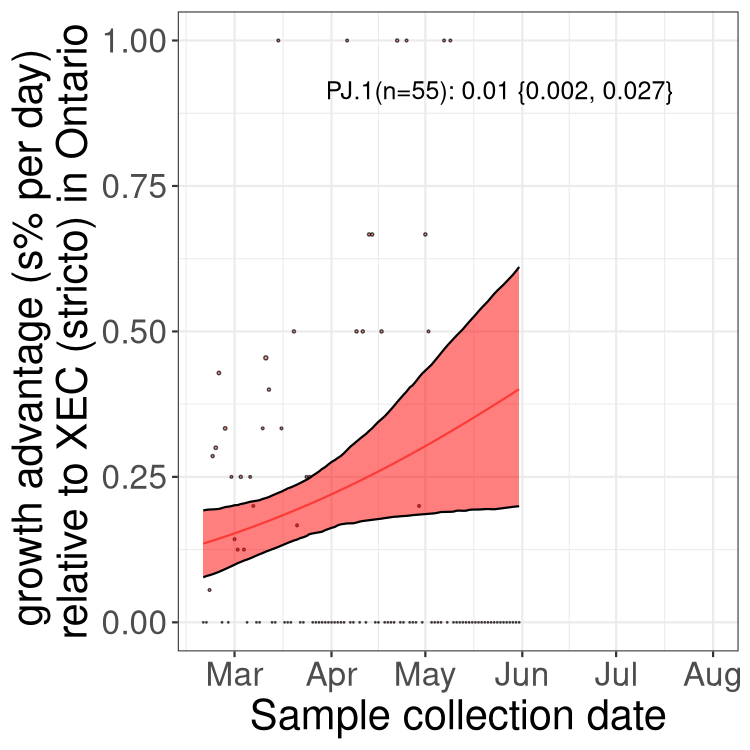 growth advantage (s% per day)
relative to XEC (stricto) in Ontario
1.00
PJ.1(n=55): 0.01 {0.002, 0.027}
0.75
0.50
0.25
0.00
Mar Apr May Jun Jul Aug
Sample collection date